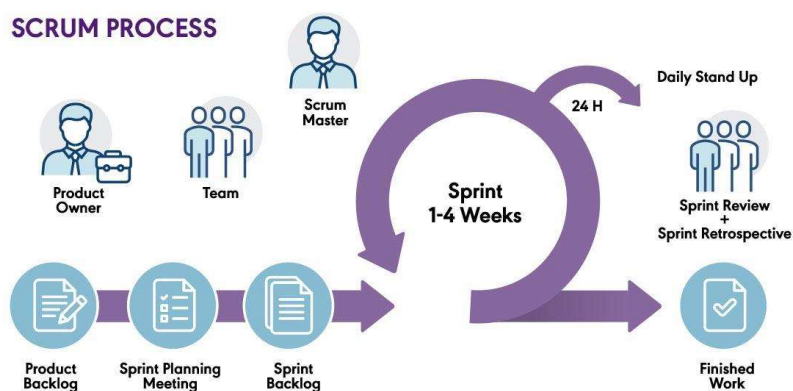 SCRUM PROCESS
Scrum
Master
Product
Owner
Team
Daily Stand Up
24 H
Sprint
1-4 Weeks
Sprint Review
+
Sprint Retrospective
Product
Backlog
Sprint Planning
Meeting
Sprint
Backlog
Finished
Work